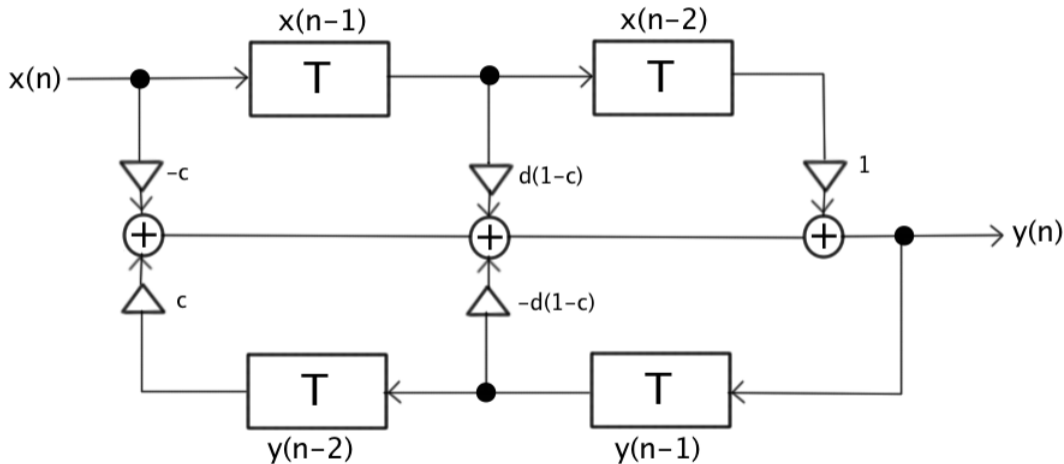 x(n-1)
x(n-2)
x(n)
T
T
-c
d(1-c)
1
+
+
+
y(n)
c
-d(1-c)
T
T
y(n-2)
y(n-1)